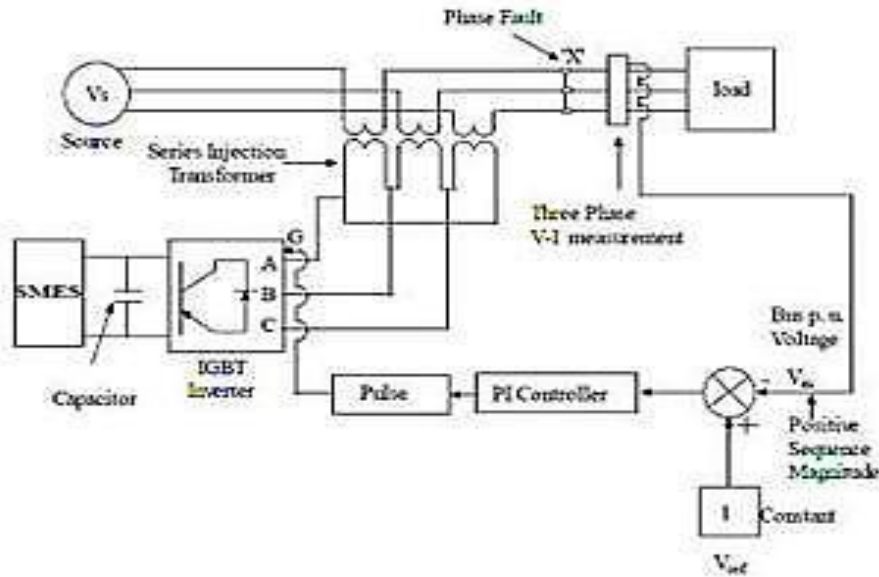 Phase Fault
'X'
Vs
load
Source
Series Injection
Transformer
Three Phase
V-I measurement
G
A
SMES
B
C
Bus p. u.
Voltage
IGBT
Inverter
Capacitor
Pulse
PI Controller
-
+
Positive
Sequence
Magnitude
1
Constant
Vref